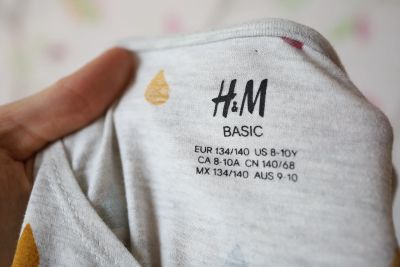 H&M
BASIC
EUR 134/140 US 8-10Y
CA 8-10A CN 140/68
MX 134/140 AUS 9-10